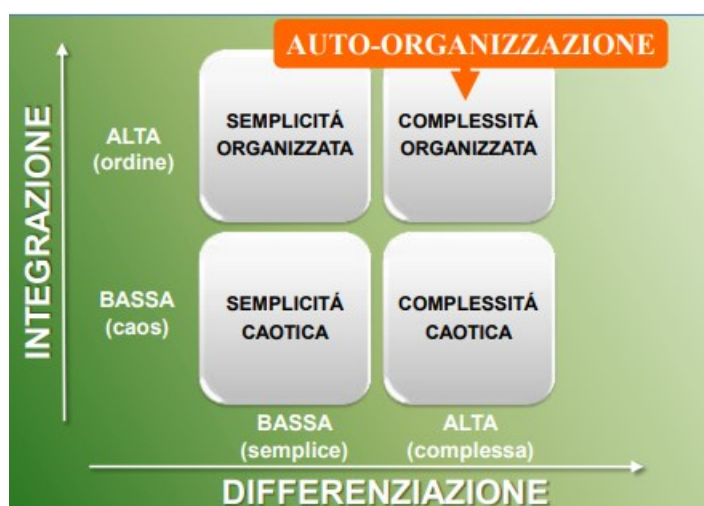 AUTO-ORGANIZZAZIONE
INTEGRAZIONE
ALTA
(ordine)
SEMPLICITÁ
ORGANIZZATA
COMPLESSITÁ
ORGANIZZATA
BASSA
(caos)
SEMPLICITÁ
CAOTICA
COMPLESSITÁ
CAOTICA
BASSA
(semplice)
ALTA
(complessa)
DIFFERENZIAZIONE